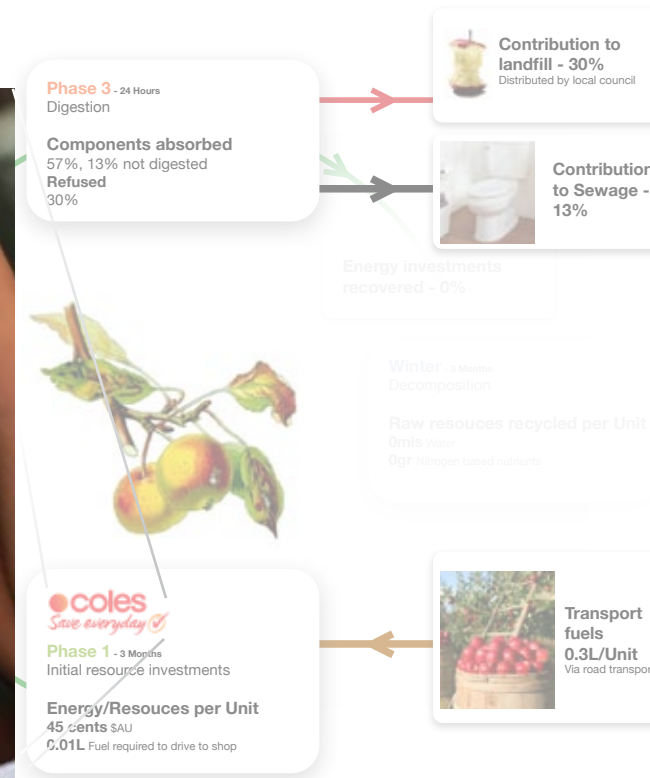 Contribution to
landfill - 30%
Distributed by local council
Phase 3 - 24 Hours
Digestion
Components absorbed
57%, 13% not digested
Refused
30%
Contribution
to Sewage -
13%
Energy investments
recovered - 0%
Winter - 3 Months
Decomposition
Raw resouces recycled per Unit
0mls Water
0gr Nitrogen based nutrients
coles
Save everyday
Phase 1 - 3 Months
Initial resource investments
Energy/Resouces per Unit
45 cents $AU
0.01L Fuel required to drive to shop
Transport
fuels
0.3L/Unit
Via road transpor